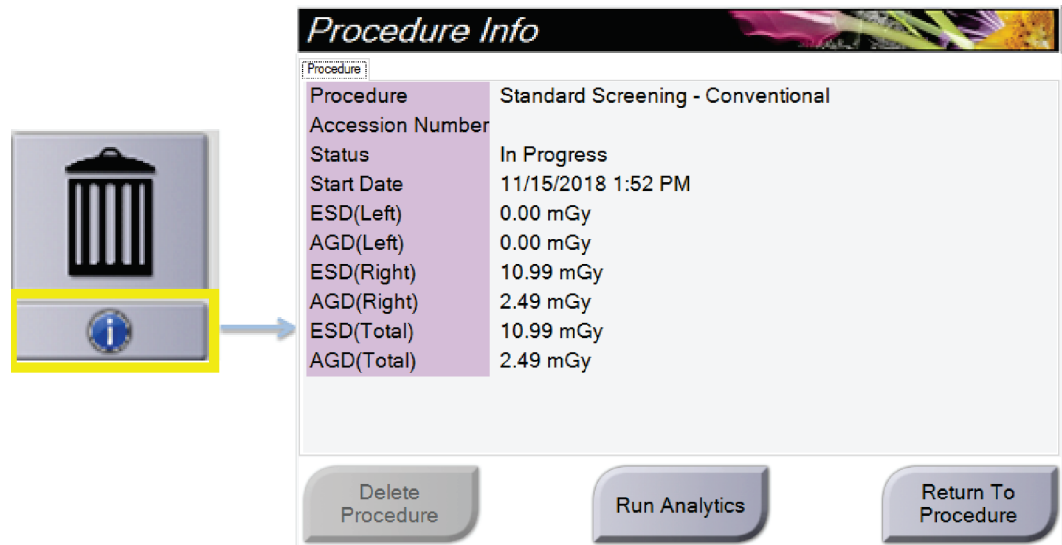 Procedure Info
Procedure
Procedure Standard Screening - Conventional
Accession Number
Status In Progress
Start Date 11/15/2018 1:52 PM
ESD(Left) 0.00 mGy
AGD(Left) 0.00 mGy
ESD(Right) 10.99 mGy
AGD(Right) 2.49 mGy
ESD(Total) 10.99 mGy
AGD(Total) 2.49 mGy
Delete
Procedure
Run Analytics
Return To
Procedure